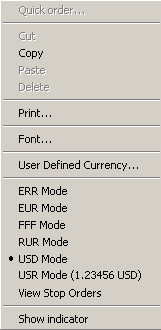 Quick order...
Cut
Copy
Paste
Delete
Print...
Font...
User Defined Currency...
ERR Mode
EUR Mode
FFF Mode
RUR Mode
USD Mode
USR Mode (1.23456 USD)
View Stop Orders
Show indicator